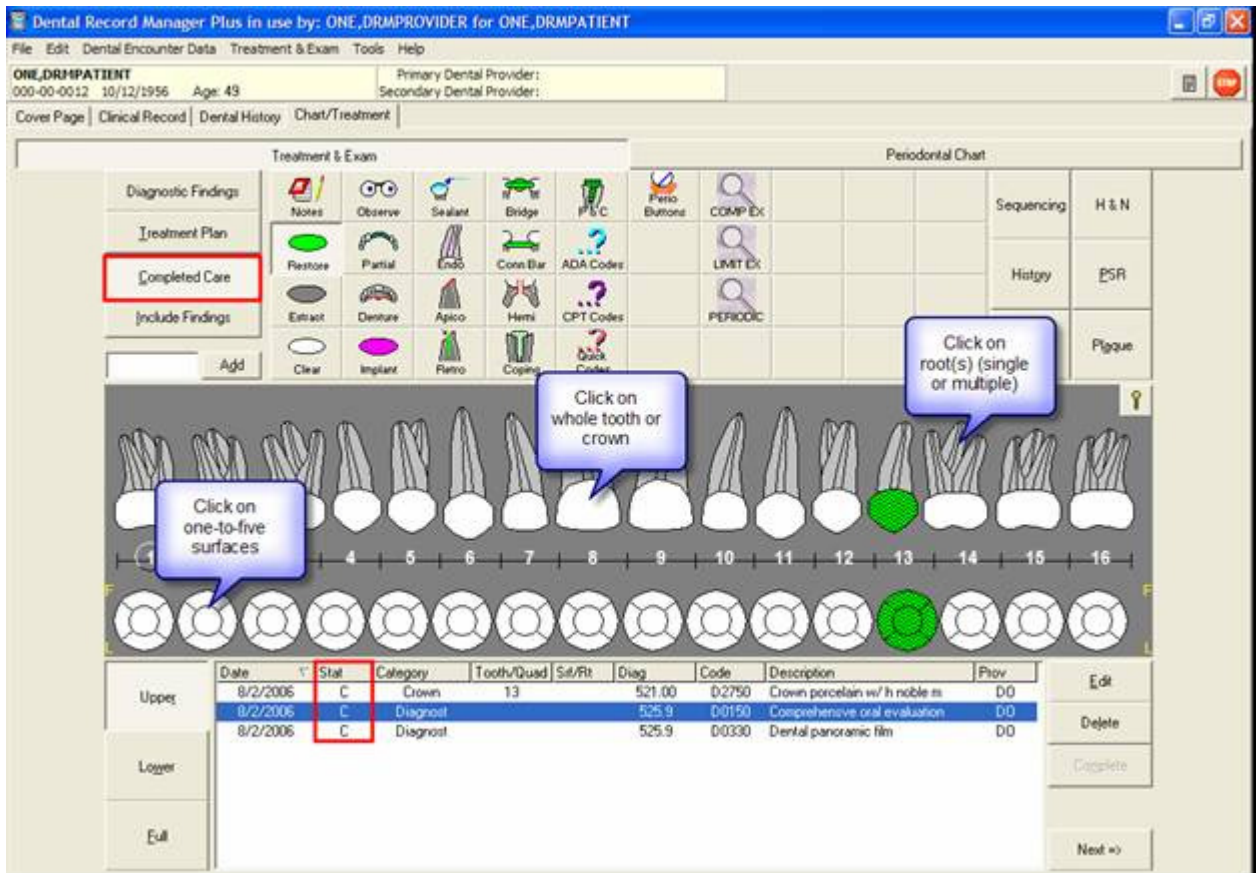 Dental Record Manager Plus in use by: ONE,DRMPROVIDER for ONE,DRMPATIENT
File Edit Dental Encounter Data Treatment & Exam Tools Help
ONE,DRMPATIENT Primary Dental Provider:
000-00-0012 10/12/1956 Age: 49 Secondary Dental Provider:
STOP
Cover Page Clinical Record Dental History Chart/Treatment
Treatment & Exam Periodontal Chart
Diagnostic Findings
Treatment Plan
Completed Care
Include Findings
Add
Notes Observe Sealant Bridge P&C Perio Buttons COMP EX
Restore Partial Endo Conn Bar ADA Codes LIMIT EX
Extract Denture Apico Hemi CPT Codes PERIODIC
Clear Implant Retro Coping Quick Codes
Sequencing H & N
History PSR
Plaque
Click on
root(s) (single
or multiple)
Click on
whole tooth or
crown
Click on
one-to-five
surfaces
1 4 5 6 7 8 9 10 11 12 13 14 15 16
F F
L L
Upper
Lower
Full
Date Stat Category Tooth/Quad Srf/Rt Diag Code Description Prov
8/2/2006 C Crown 13 521.00 D2750 Crown porcelain w/ h noble m DO
8/2/2006 C Diagnost 525.9 D0150 Comprehensve oral evaluation DO
8/2/2006 C Diagnost 525.9 D0330 Dental panoramic film DO
Edit
Delete
Complete
Next =>